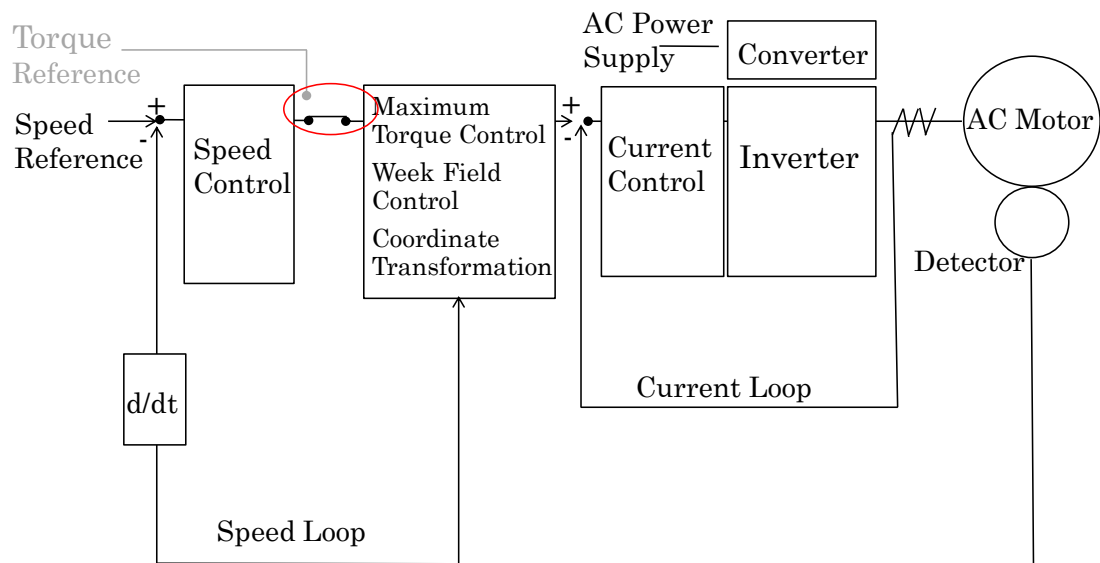 Torque
Reference
+
Speed
Reference
-
Speed
Control
Maximum
Torque Control
Week Field
Control
Coordinate
Transformation
AC Power
Supply
Converter
+
-
Current
Control
Inverter
AC Motor
Detector
Current Loop
d/dt
Speed Loop